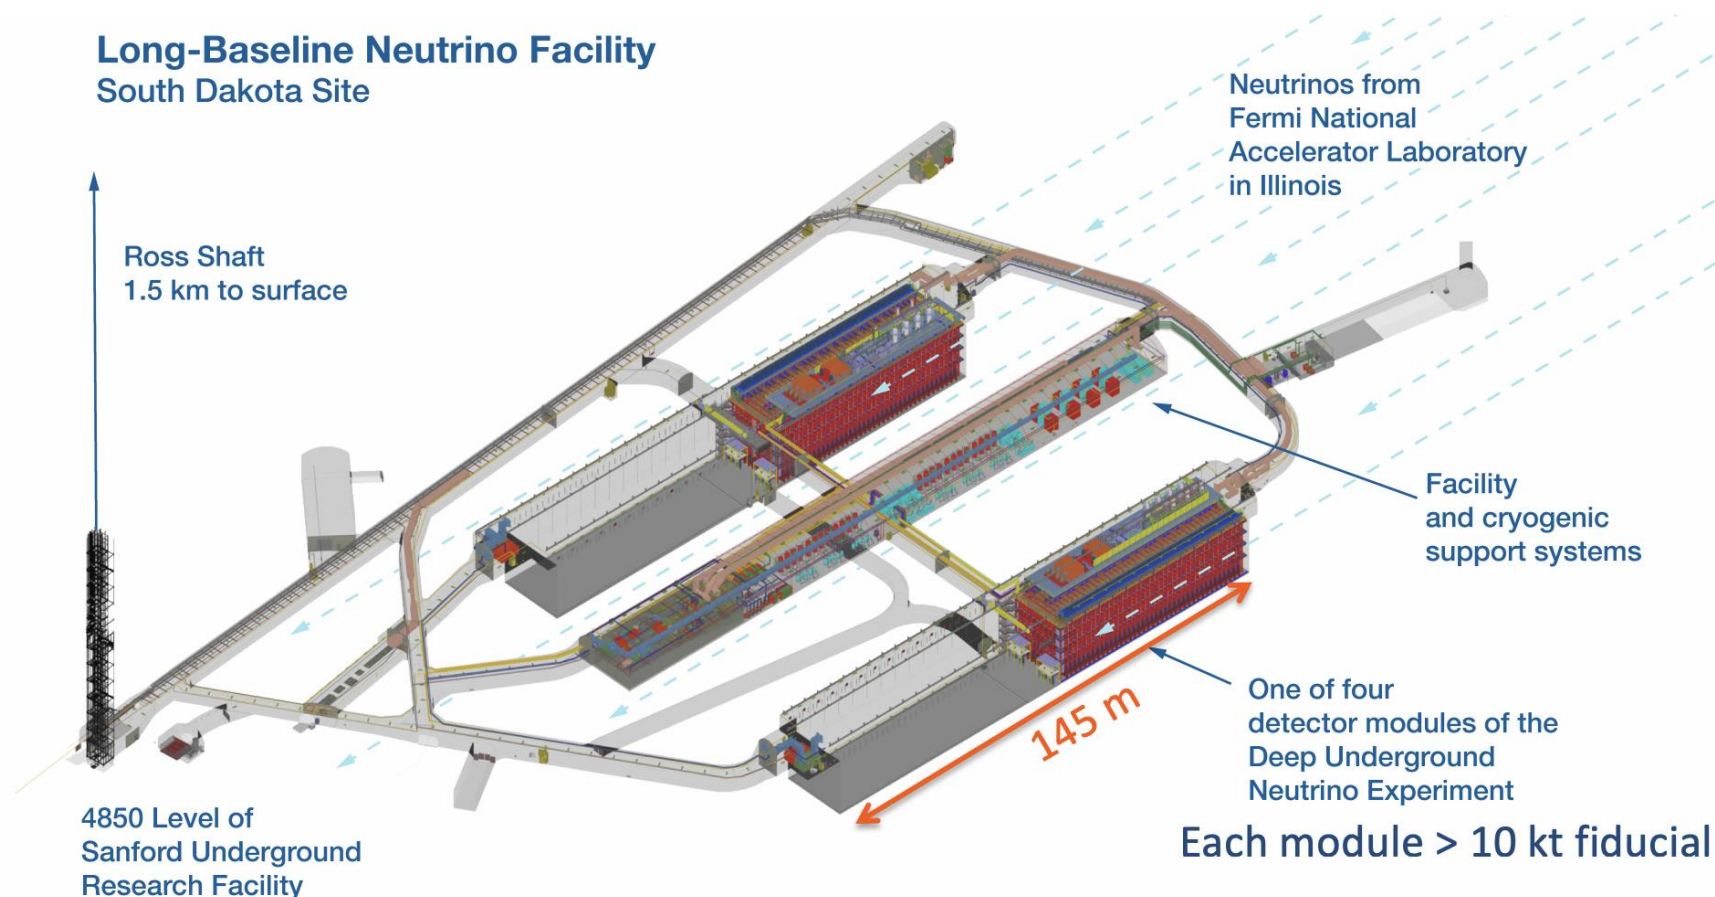 Long-Baseline Neutrino Facility
South Dakota Site
Neutrinos from
Fermi National
Accelerator Laboratory
in Illinois
Ross Shaft
1.5 km to surface
Facility
and cryogenic
support systems
145 m
One of four
detector modules of the
Deep Underground
Neutrino Experiment
Each module > 10 kt fiducial
4850 Level of
Sanford Underground
Research Facility